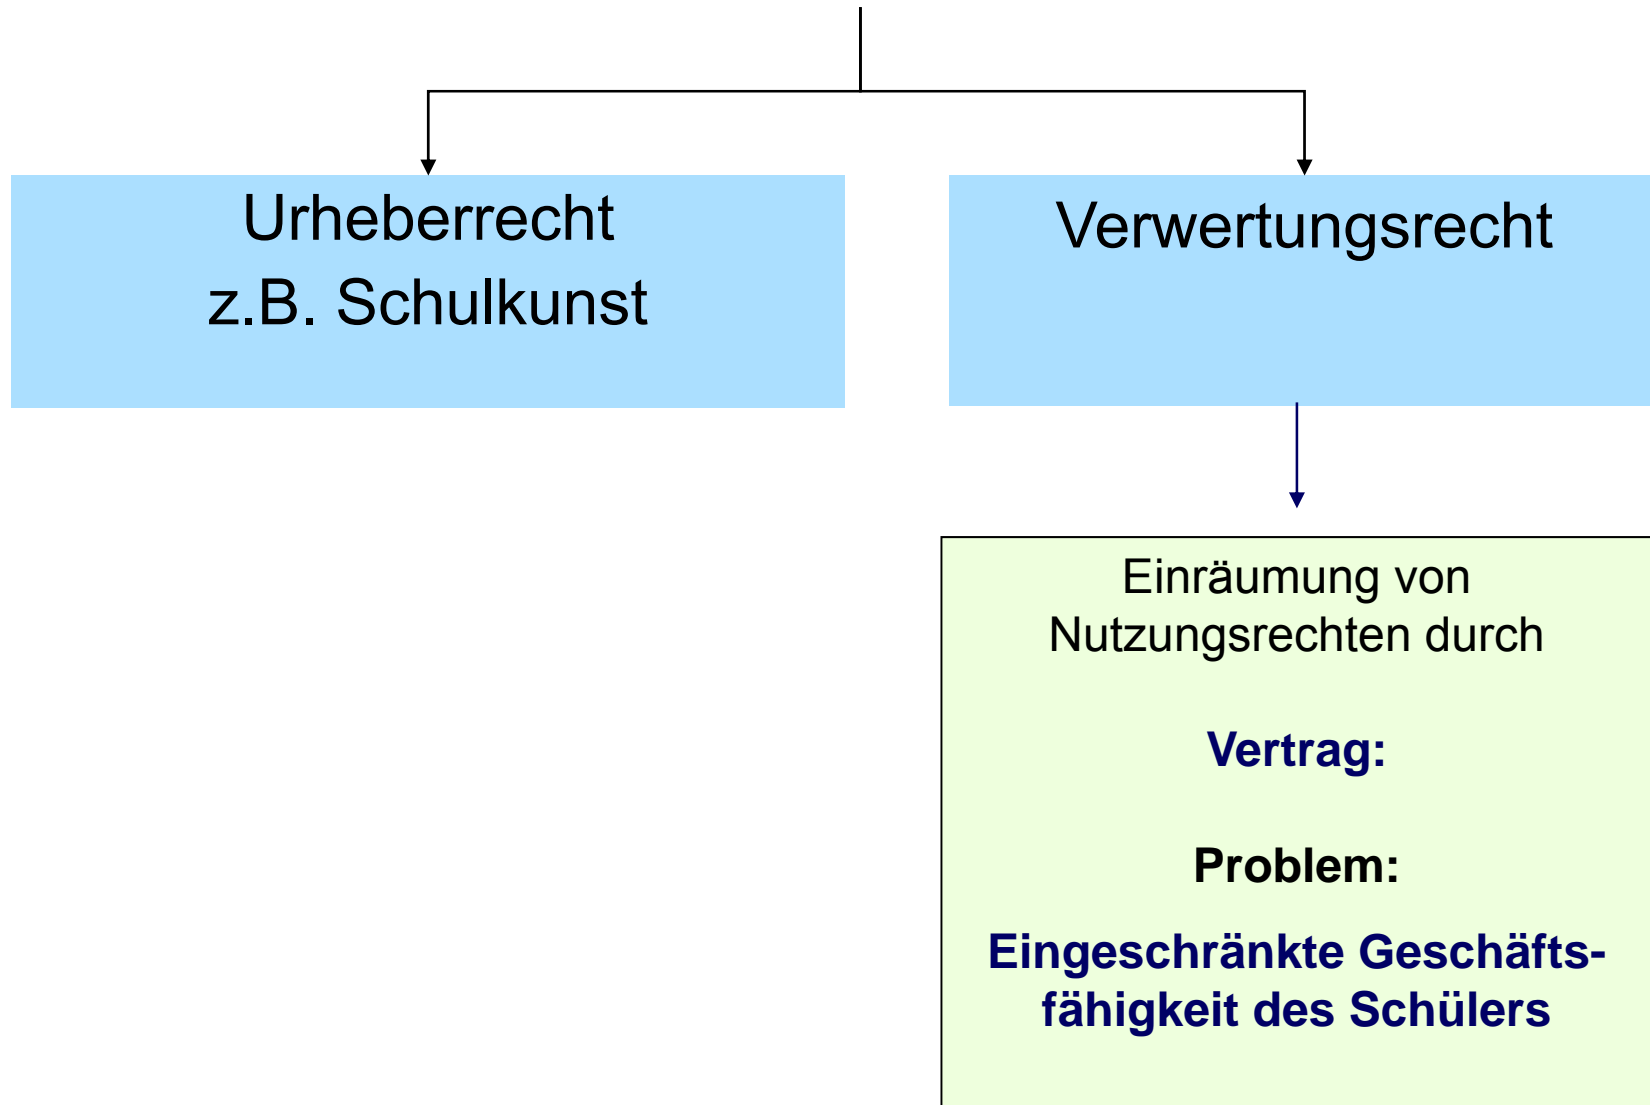 Urheberrecht
z.B. Schulkunst
Verwertungsrecht
Einräumung von
Nutzungsrechten durch
Vertrag:
Problem:
Eingeschränkte Geschäfts-
fähigkeit des Schülers